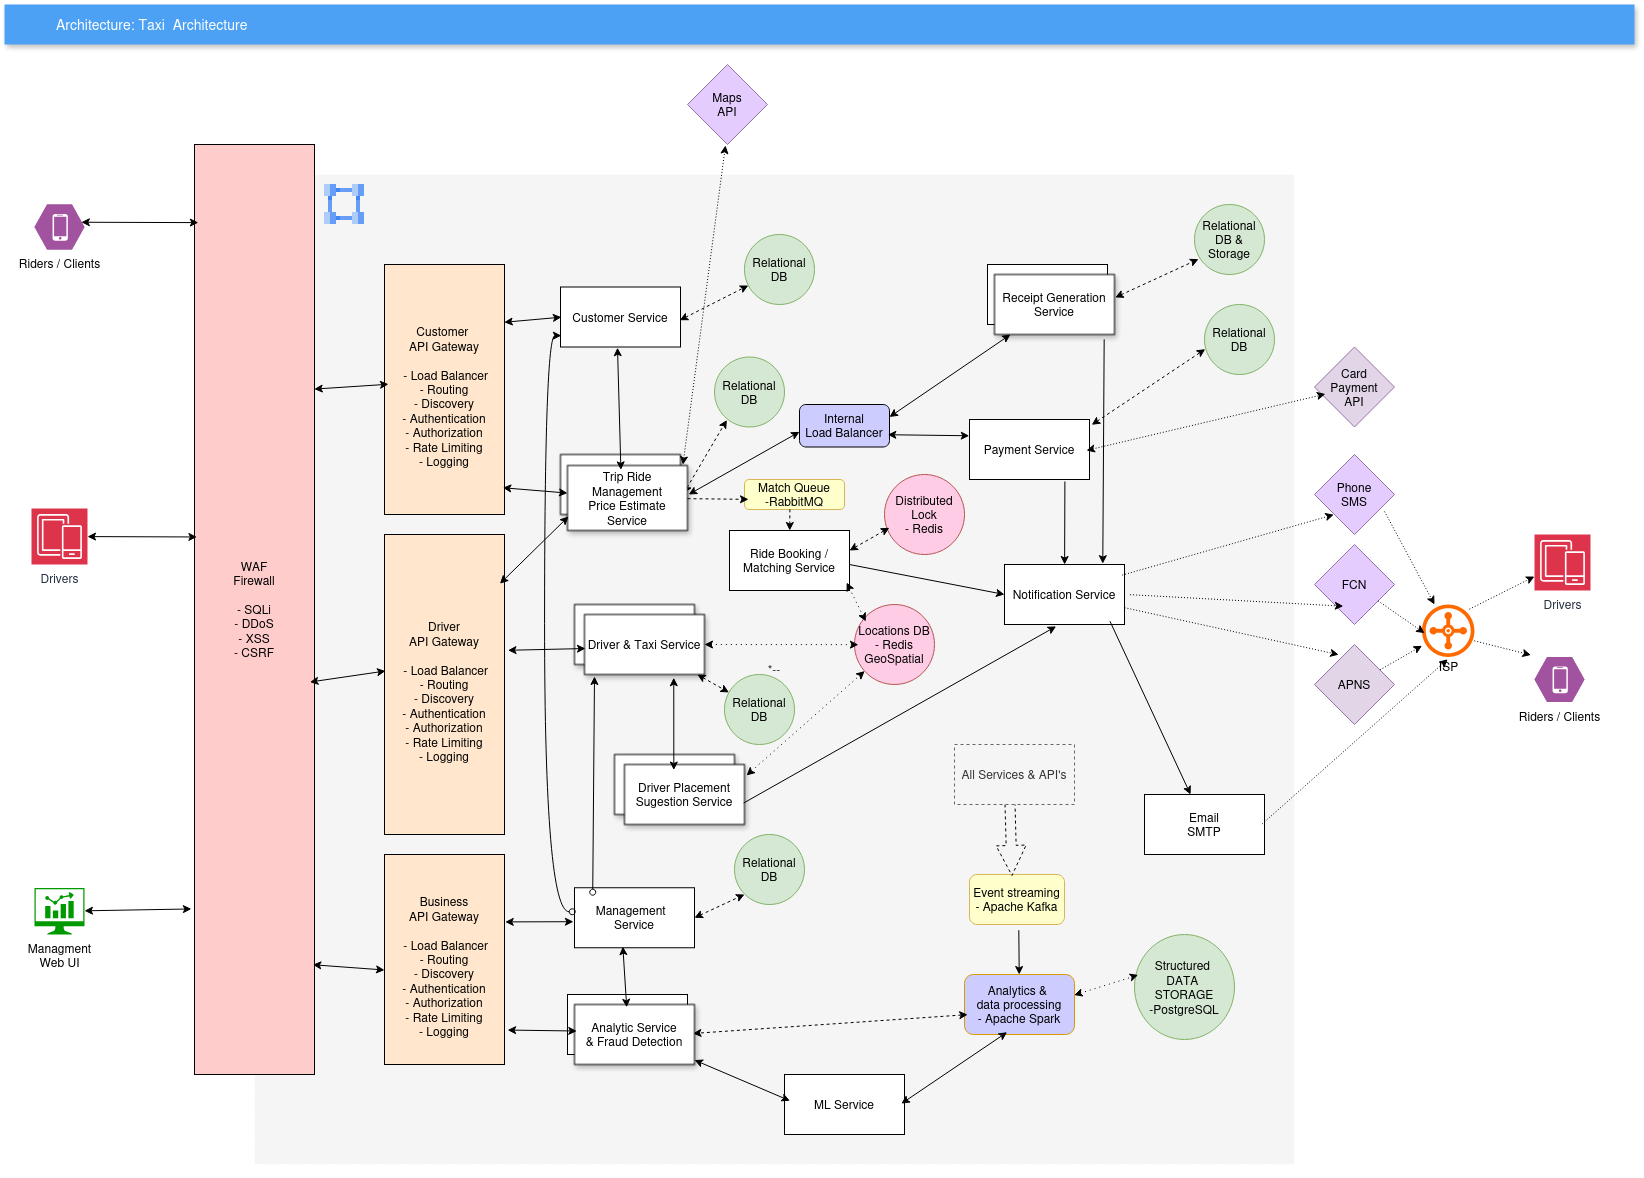 Architecture: Taxi  Architecture
Maps
API
Riders / Clients
Drivers
Managment
Web UI
WAF
Firewall
- SQLi
- DDoS
- XSS
- CSRF
Customer
API Gateway
- Load Balancer
- Routing
- Discovery
- Authentication
- Authorization
- Rate Limiting
- Logging
Driver
API Gateway
- Load Balancer
- Routing
- Discovery
- Authentication
- Authorization
- Rate Limiting
- Logging
Business
API Gateway
- Load Balancer
- Routing
- Discovery
- Authentication
- Authorization
- Rate Limiting
- Logging
Customer Service
Relational
DB
Relational
DB
Trip Ride
Management
Price Estimate
Service
Internal
Load Balancer
Match Queue
-RabbitMQ
Ride Booking /
Matching Service
Distributed
Lock
- Redis
Driver & Taxi Service
Locations DB
- Redis
GeoSpatial
Relational
DB
Driver Placement
Sugestion Service
Relational
DB
Management
Service
Analytic Service
& Fraud Detection
ML Service
Receipt Generation
Service
Relational
DB &
Storage
Relational
DB
Payment Service
Notification Service
All Services & API's
Event streaming
- Apache Kafka
Analytics &
data processing
- Apache Spark
Structured
DATA
STORAGE
-PostgreSQL
Email
SMTP
Card
Payment
API
Phone
SMS
FCN
APNS
ISP
Drivers
Riders / Clients